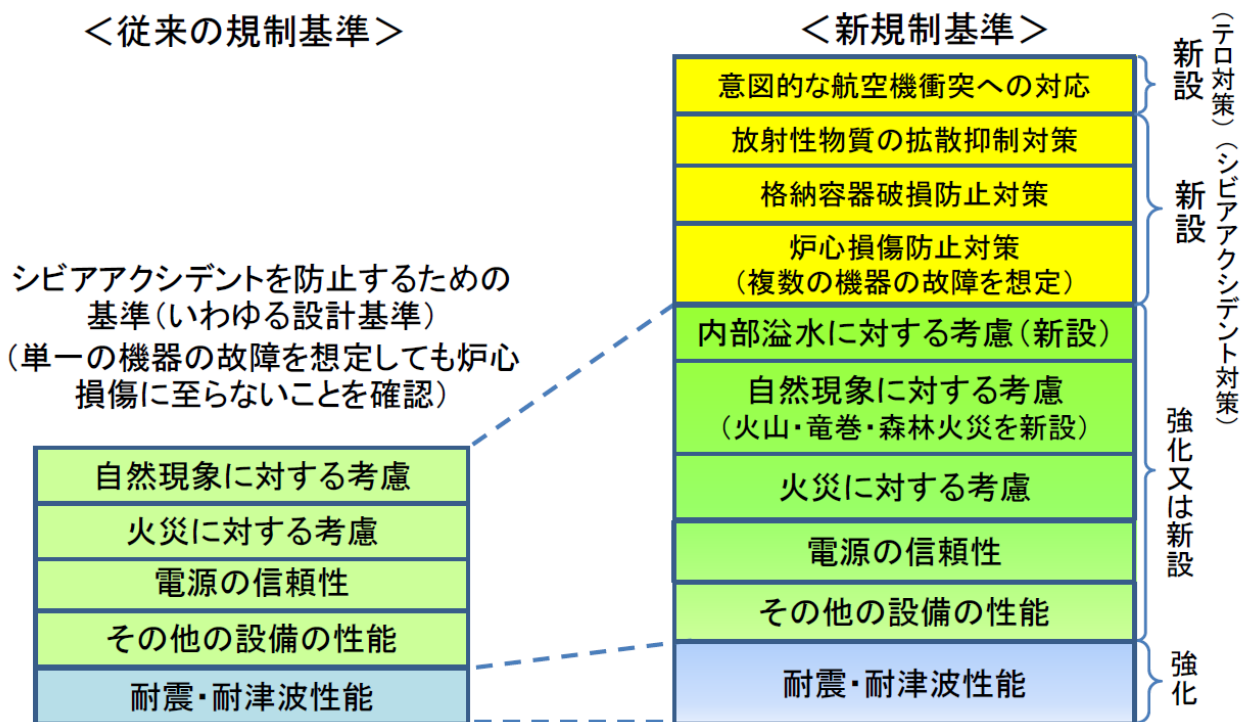 <従来の規制基準>
シビアアクシデントを防止するための
基準(いわゆる設計基準)
(単一の機器の故障を想定しても炉心
損傷に至らないことを確認)
自然現象に対する考慮
火災に対する考慮
電源の信頼性
その他の設備の性能
耐震・耐津波性能
<新規制基準>
意図的な航空機衝突への対応
放射性物質の拡散抑制対策
格納容器破損防止対策
炉心損傷防止対策
(複数の機器の故障を想定)
内部溢水に対する考慮(新設)
自然現象に対する考慮
(火山・竜巻・森林火災を新設)
火災に対する考慮
電源の信頼性
その他の設備の性能
耐震・耐津波性能
新設
(テロ対策)
新設
(シビアアクシデント対策)
強化又は新設
強化